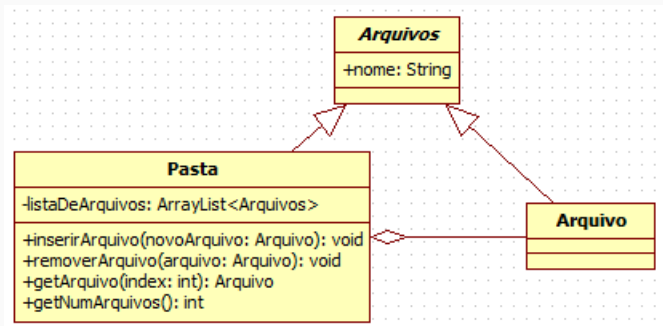 Arquivos
+nome: String
Pasta
-listaDeArquivos: ArrayList<Arquivos>
+inserirArquivo(novoArquivo: Arquivo): void
+removerArquivo(arquivo: Arquivo): void
+getArquivo(index: int): Arquivo
+getNumArquivos(): int
Arquivo